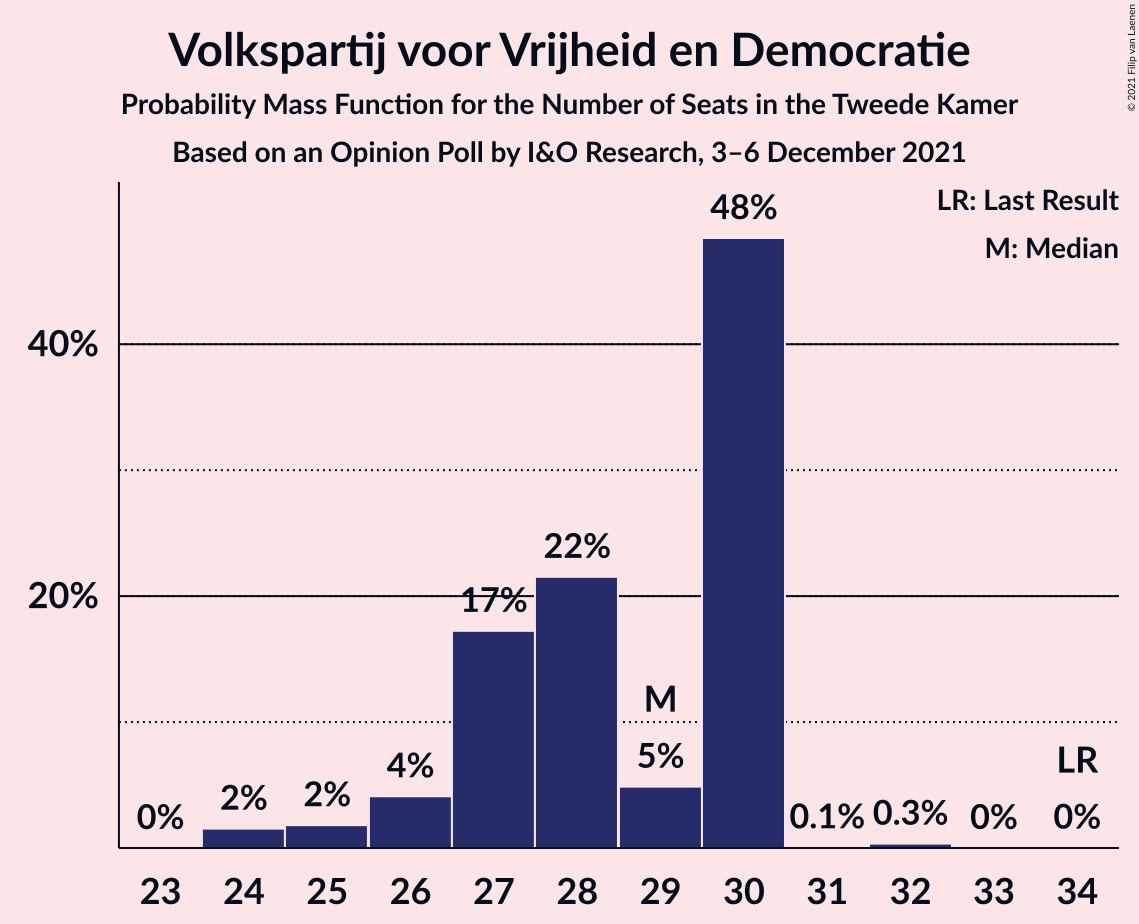 Volkspartij voor Vrijheid en Democratie
Probability Mass Function for the Number of Seats in the Tweede Kamer
Based on an Opinion Poll by I&O Research, 3–6 December 2021
© 2021 Filip van Laenen
LR: Last Result
M: Median
48%
40%
22%
20%
17%
M
5%
4%
LR
0%
2%
2%
0.1%
0.3%
0%
0%
23 24 25 26 27 28 29 30 31 32 33 34